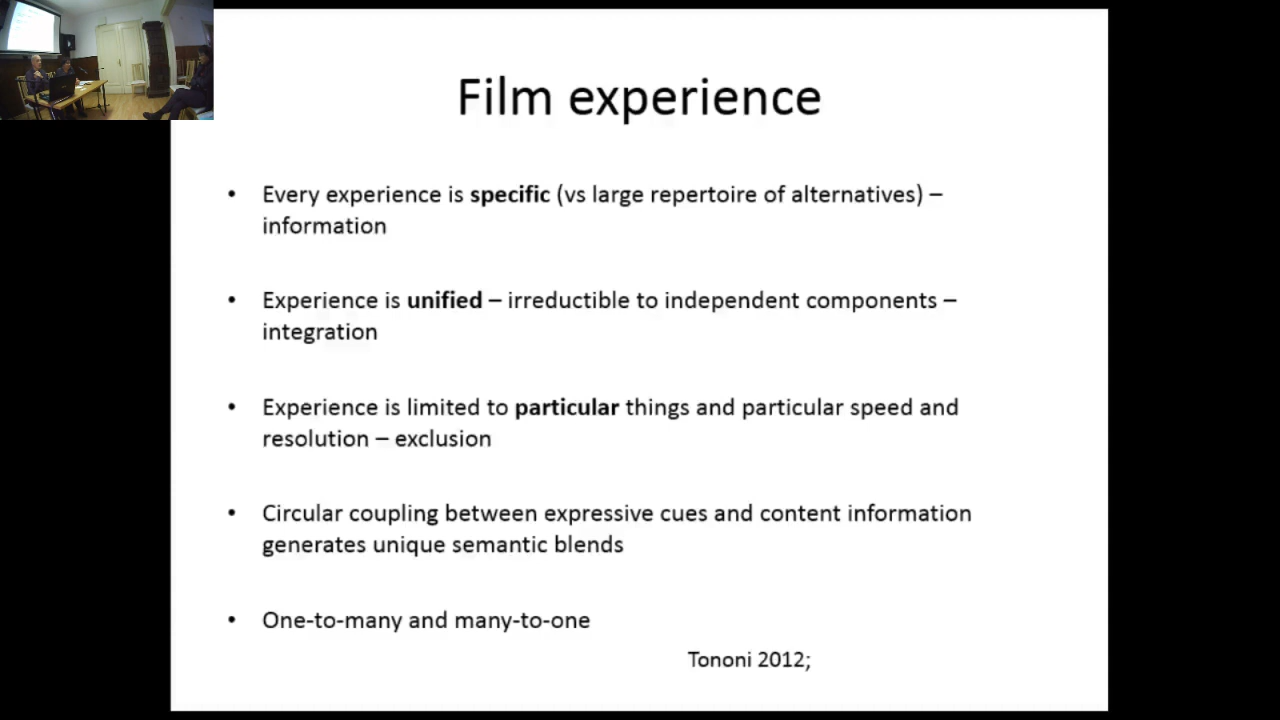 Film experience
• Every experience is specific (vs large repertoire of alternatives) –
information
• Experience is unified – irreductible to independent components –
integration
• Experience is limited to particular things and particular speed and
resolution – exclusion
• Circular coupling between expressive cues and content information
generates unique semantic blends
• One-to-many and many-to-one
Tononi 2012;